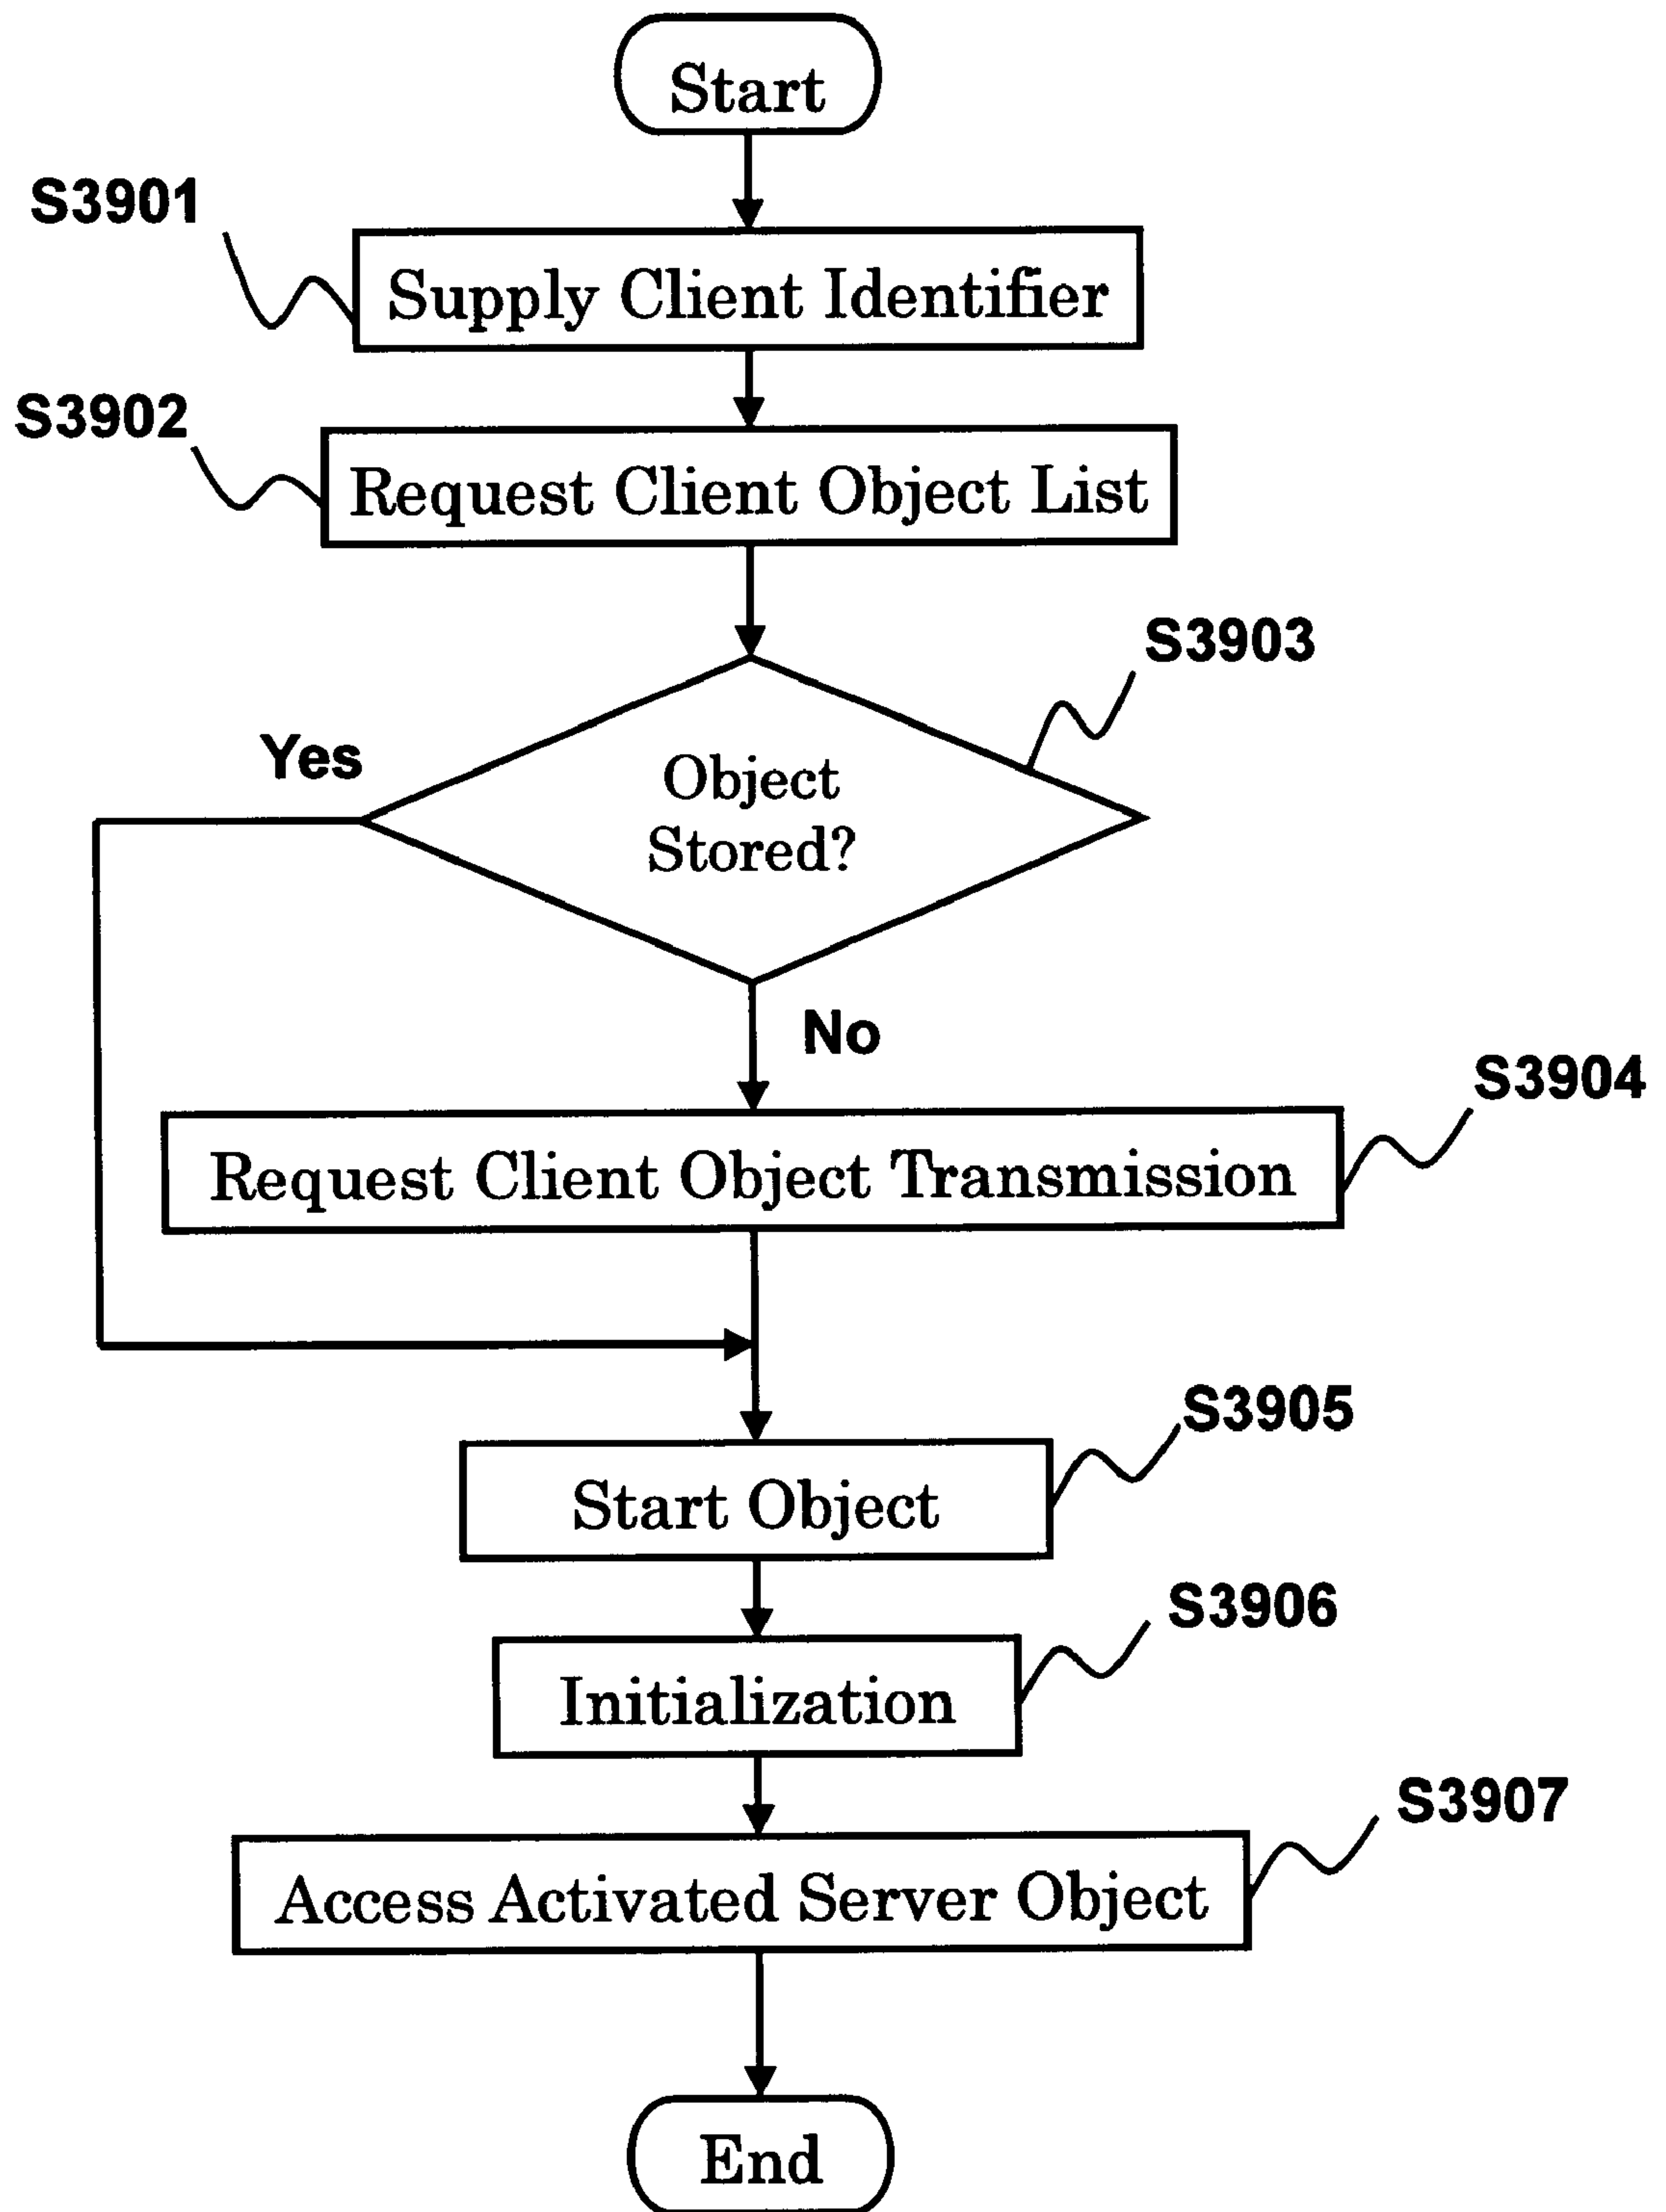 Start
S3901
Supply Client Identifier
S3902
Request Client Object List
S3903
Yes
Object
Stored?
No
S3904
Request Client Object Transmission
S3905
Start Object
S3906
Initialization
S3907
Access Activated Server Object
End